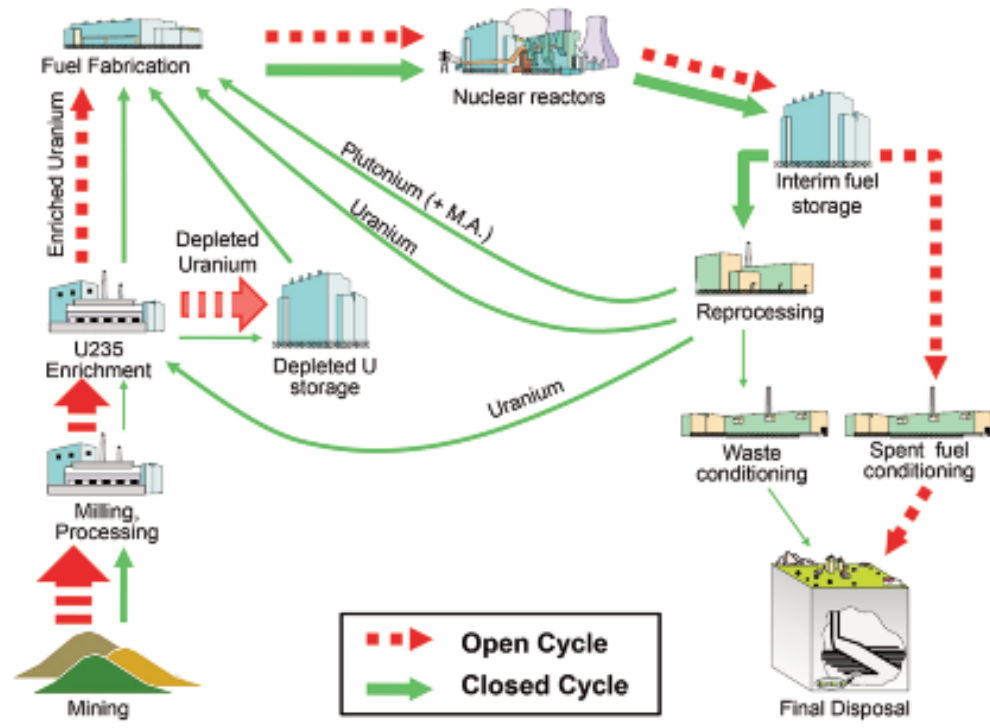 Fuel Fabrication
Nuclear reactors
Interim fuel
storage
Enriched Uranium
Plutonium (+ M.A.)
Uranium
Depleted
Uranium
Reprocessing
U235
Enrichment
Depleted U
storage
Uranium
Waste
conditioning
Spent fuel
conditioning
Milling,
Processing
Open Cycle
Closed Cycle
Mining
Final Disposal